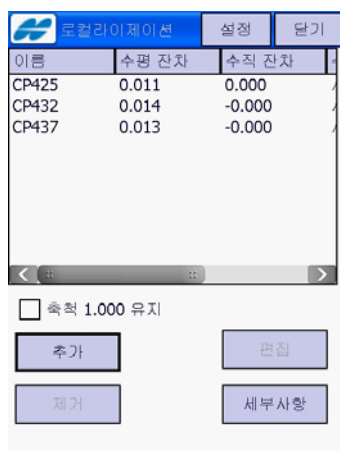 로컬라이제이션 설정 닫기
이름 수평 잔차 수직 잔차
CP425 0.011 0.000
CP432 0.014 -0.000
CP437 0.013 -0.000
축척 1.000 유지
추가 편집
제거 세부사항